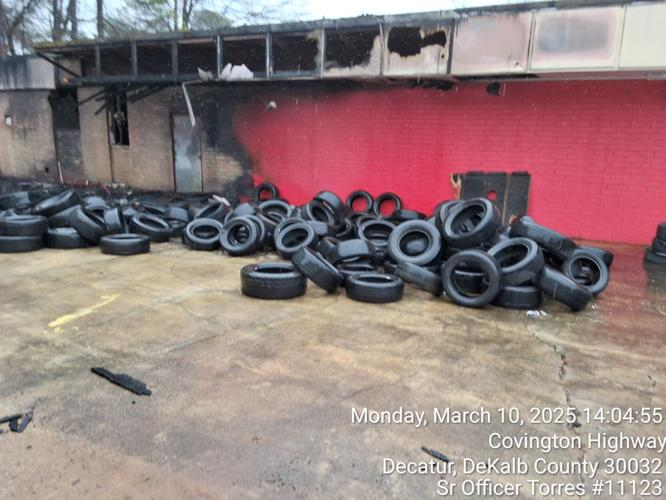 Monday, March 10, 2025 14:04:55
Covington Highway
Decatur, DeKalb County 30032
Sr Officer Torres #11123